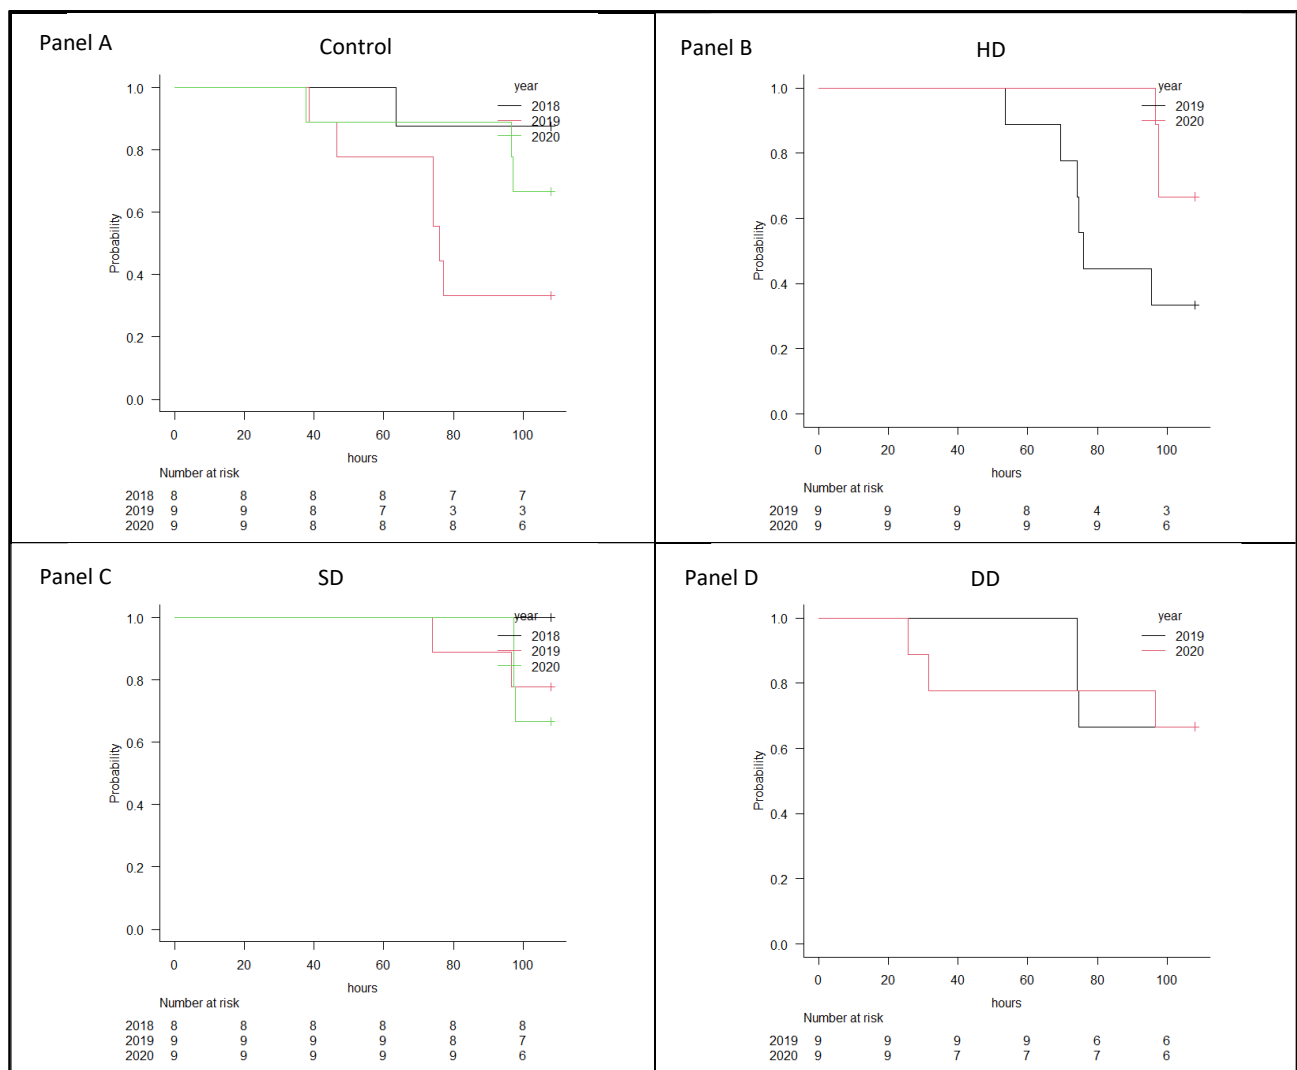 Panel A
Control
year
2018
2019
2020
1.0
0.8
0.6
0.4
0.2
0.0
Probability
0 20 40 60 80 100
hours
Number at risk
2018 8 8 8 8 7 7
2019 9 9 8 7 3 3
2020 9 9 8 8 8 6
Panel B
HD
year
2019
2020
1.0
0.8
0.6
0.4
0.2
0.0
Probability
0 20 40 60 80 100
hours
Number at risk
2019 9 9 9 8 4 3
2020 9 9 9 9 9 6
Panel C
SD
year
2018
2019
2020
1.0
0.8
0.6
0.4
0.2
0.0
Probability
0 20 40 60 80 100
hours
Number at risk
2018 8 8 8 8 8 8
2019 9 9 9 9 8 7
2020 9 9 9 9 9 6
Panel D
DD
year
2019
2020
1.0
0.8
0.6
0.4
0.2
0.0
Probability
0 20 40 60 80 100
hours
Number at risk
2019 9 9 9 9 6 6
2020 9 9 7 7 7 6